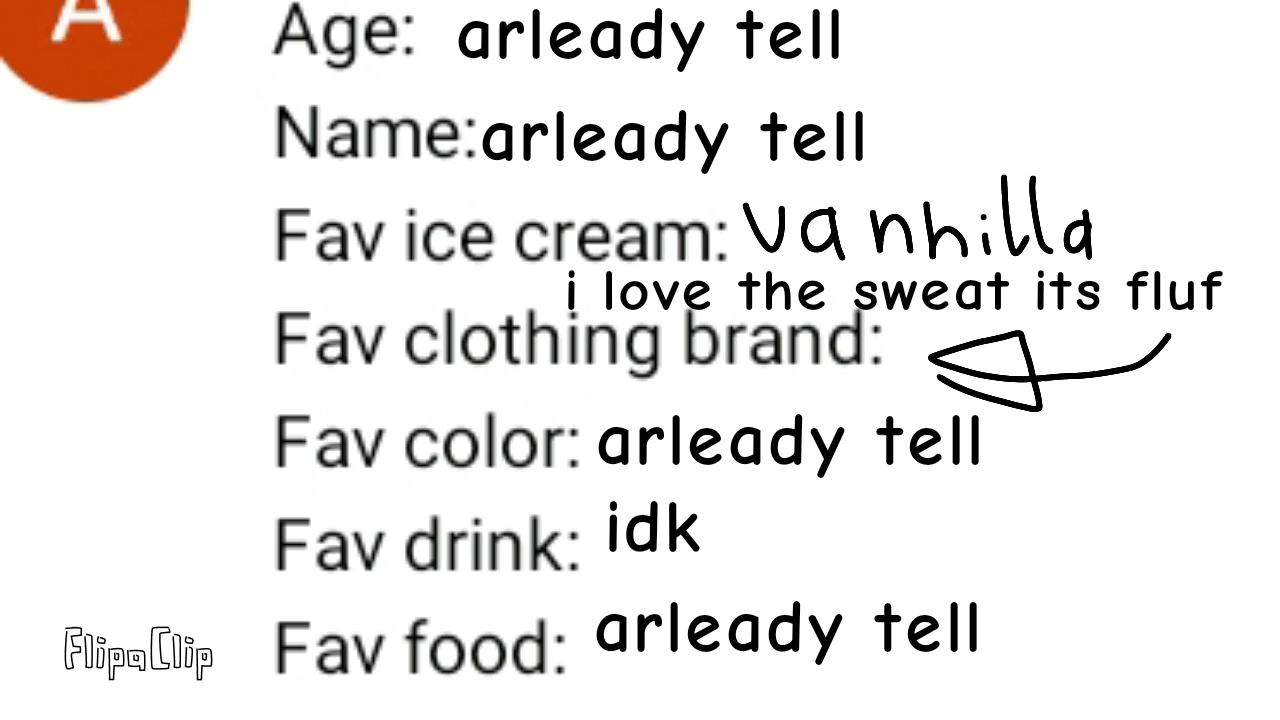 A
Age: arleady tell
Name:arleady tell
Fav ice cream: vanhilla
i love the sweat its fluf
Fav clothing brand:
Fav color: arleady tell
Fav drink: idk
Fav food: arleady tell
FlipaClip